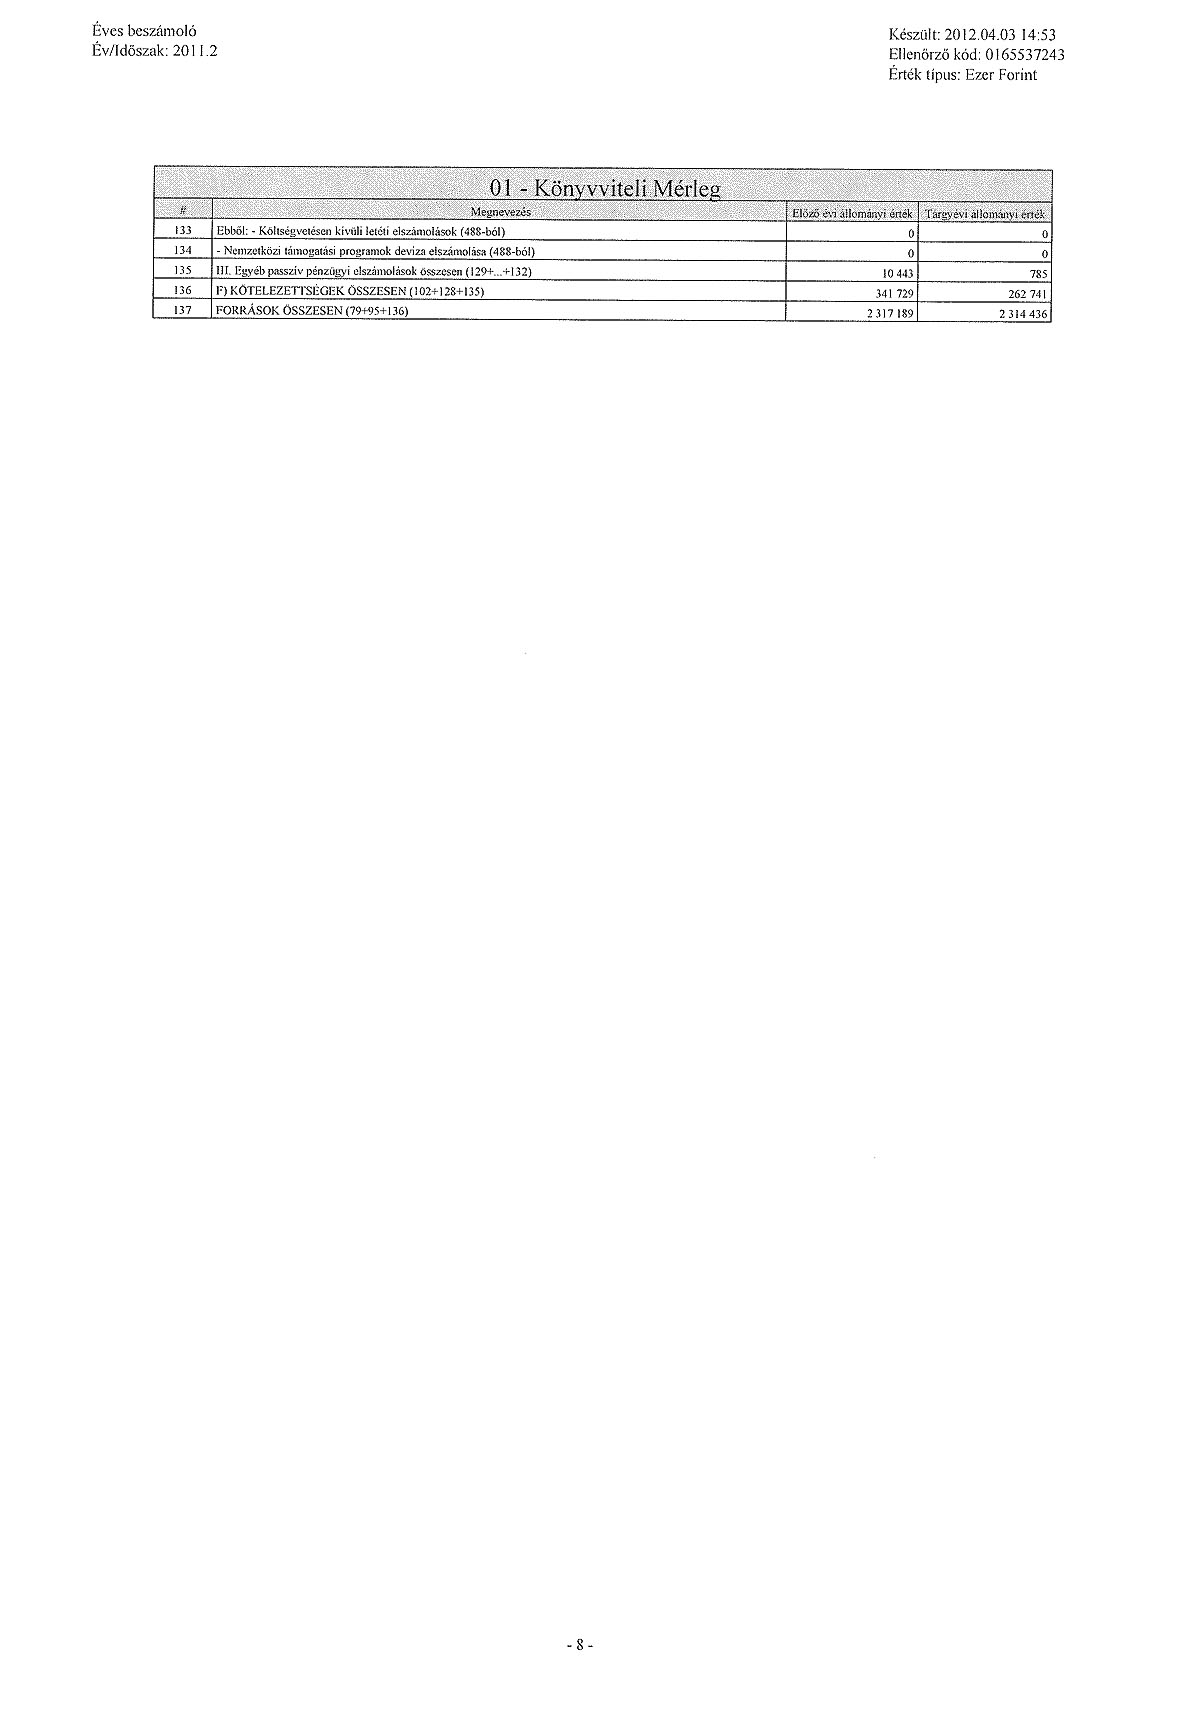 Éves beszámoló
Év/Időszak: 2011.2
Készült: 2012.04.03 14:53
Ellenőrző kód: 0165537243
Érték típus: Ezer Forint
01 - Könyvviteli Mérleg
# Megnevezés Előző évi állományi érték Tárgyévi állományi érték
133 Ebből: - Költségvetésen kívüli letéti elszámolások (488-ból) 0 0
134 - Nemzetközi támogatási programok deviza elszámolása (488-ból) 0 0
135 III. Egyéb passzív pénzügyi elszámolások összesen (129+...+132) 10 443 785
136 F) KÖTELEZETTSÉGEK ÖSSZESEN (102+128+135) 341 729 262 741
137 FORRÁSOK ÖSSZESEN (79+95+136) 2 317 189 2 314 436
- 8 -